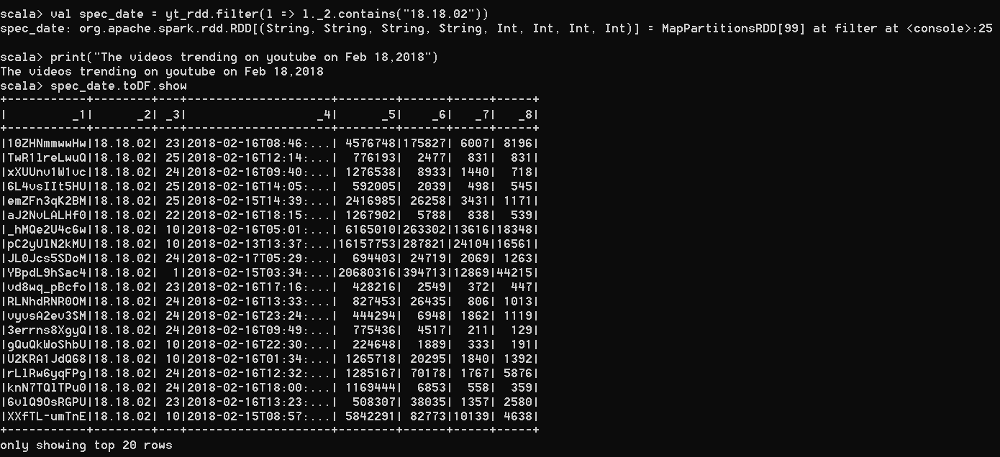 scala> val spec_date = yt_rdd.filter(l => l._2.contains("18.18.02"))
spec_date: org.apache.spark.rdd.RDD[(String, String, String, String, Int, Int, Int, Int)] = MapPartitionsRDD[99] at filter at <console>:25
scala> print("The videos trending on youtube on Feb 18,2018")
The videos trending on youtube on Feb 18,2018
scala> spec_date.toDF.show
+-----------+--------+---+--------------------+--------+------+-----+-----+
|         _1|      _2| _3|                  _4|      _5|    _6|   _7|   _8|
+-----------+--------+---+--------------------+--------+------+-----+-----+
|10ZHNmmwwHw|18.18.02| 23|2018-02-16T08:46:...| 4576748|175827| 6007| 8196|
|TwR1lreLwuQ|18.18.02| 25|2018-02-16T12:14:...|  776193|  2477|  831|  831|
|xXUUnv1W1vc|18.18.02| 24|2018-02-16T09:40:...| 1276538|  8933| 1440|  718|
|6L4vsIIt5HU|18.18.02| 25|2018-02-16T14:05:...|  592005|  2039|  498|  545|
|emZFn3qK2BM|18.18.02| 25|2018-02-15T14:39:...| 2416985| 26258| 3431| 1171|
|aJ2NvLALHf0|18.18.02| 22|2018-02-16T18:15:...| 1267902|  5788|  838|  539|
|_hMQe2U4c6w|18.18.02| 10|2018-02-16T05:01:...| 6165010|263302|13616|18348|
|pC2yUlN2kMU|18.18.02| 10|2018-02-13T13:37:...|16157753|287821|24104|16561|
|JL0Jcs5SDoM|18.18.02| 24|2018-02-17T05:29:...|  694403| 24719| 2069| 1263|
|YBpdL9hSac4|18.18.02|  1|2018-02-15T03:34:...|20680316|394713|12869|44215|
|vd8wq_pBcfo|18.18.02| 23|2018-02-16T17:16:...|  428216|  2549|  372|  447|
|RLNhdRNR0OM|18.18.02| 24|2018-02-16T13:33:...|  827453| 26435|  806| 1013|
|vyvsA2ev3SM|18.18.02| 24|2018-02-16T23:24:...|  444294|  6948| 1862| 1119|
|3errns8XgyQ|18.18.02| 24|2018-02-16T09:49:...|  775436|  4517|  211|  129|
|gQuQkWoShbU|18.18.02| 10|2018-02-16T22:30:...|  224648|  1889|  333|  191|
|U2KRA1JdQ68|18.18.02| 10|2018-02-16T01:34:...| 1265718| 20295| 1840| 1392|
|rLlRw6yqFPg|18.18.02| 24|2018-02-16T12:32:...| 1285167| 70178| 1767| 5876|
|knN7TQlTPu0|18.18.02| 24|2018-02-16T18:00:...| 1169444|  6853|  558|  359|
|6vlQ9OsRGPU|18.18.02| 23|2018-02-16T13:23:...|  508307| 38035| 1357| 2580|
|XXfTL-umTnE|18.18.02| 10|2018-02-15T08:57:...| 5842291| 82773|10139| 4638|
+-----------+--------+---+--------------------+--------+------+-----+-----+
only showing top 20 rows